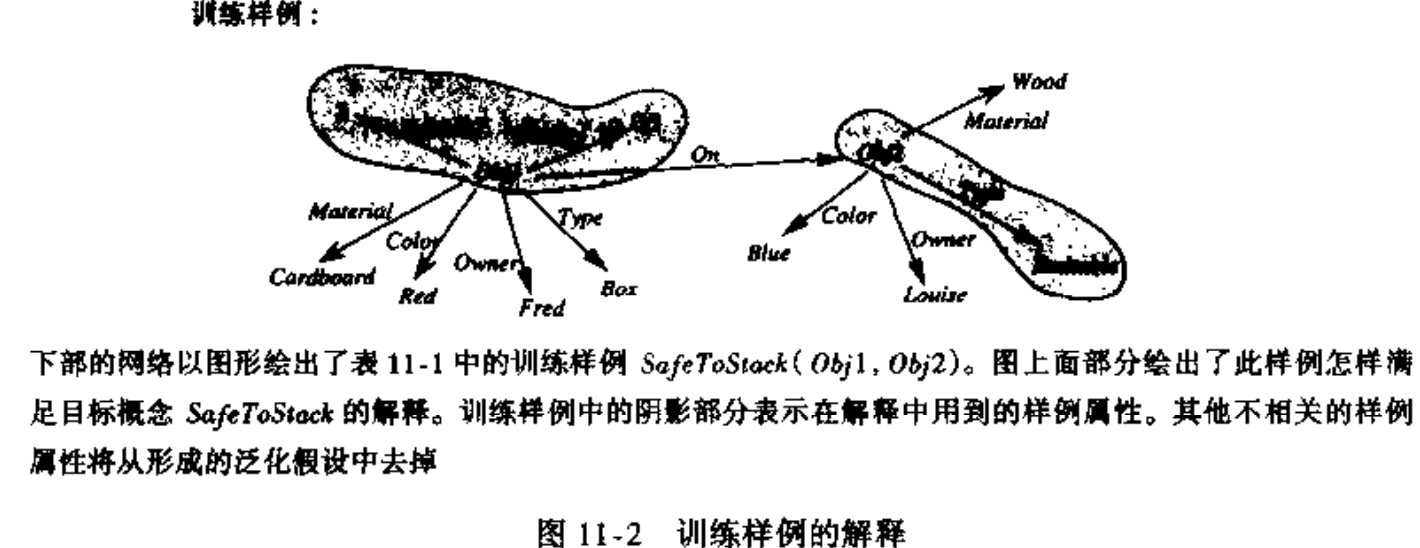 训练样例：
Wood
Material
On
Material
Type
Color
Color
Owner
Owner
Blue
Cardboard
Red
Box
Louise
Fred
下部的网络以图形绘出了表 11-1 中的训练样例 SafeToStack( Obj1, Obj2)。图上面部分绘出了此样例怎样满
足目标概念 SafeToStack 的解释。训练样例中的阴影部分表示在解释中用到的样例属性。其他不相关的样例
属性将从形成的泛化假设中去掉
图 11-2 训练样例的解释